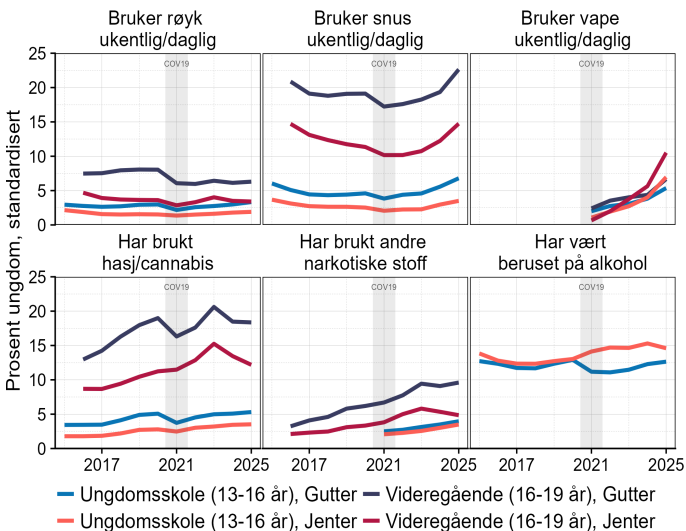 Bruker røyk
ukentlig/daglig
Bruker snus
ukentlig/daglig
Bruker vape
ukentlig/daglig
COV19
COV19
COV19
25
20
15
10
5
0
Prosent ungdom, standardisert
Har brukt
hasj/cannabis
Har brukt andre
narkotiske stoff
Har vært
beruset på alkohol
COV19
COV19
COV19
25
20
15
10
5
0
2017 2021 2025
2017 2021 2025
2017 2021 2025
Ungdomsskole (13-16 år), Gutter
Videregående (16-19 år), Gutter
Ungdomsskole (13-16 år), Jenter
Videregående (16-19 år), Jenter